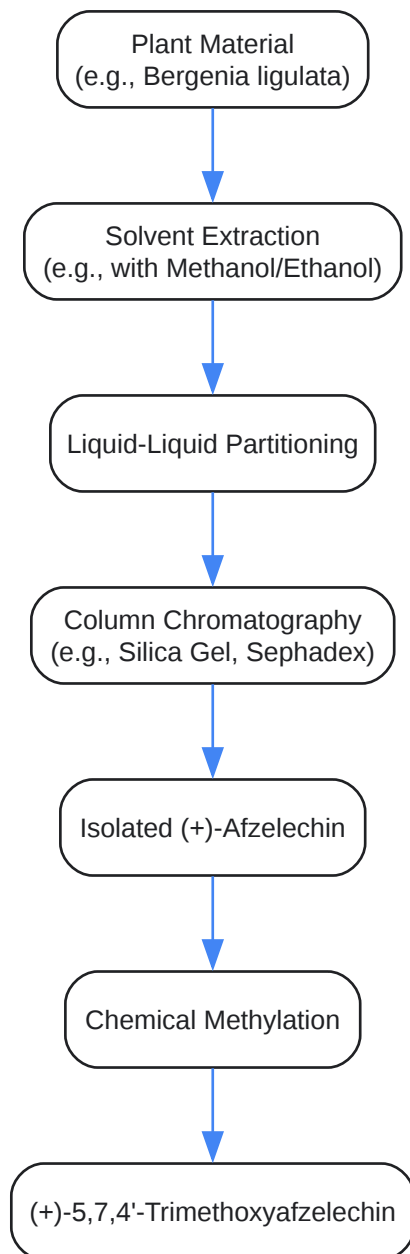 Plant Material
(e.g., Bergenia ligulata)
Solvent Extraction
(e.g., with Methanol/Ethanol)
Liquid-Liquid Partitioning
Column Chromatography
(e.g., Silica Gel, Sephadex)
Isolated (+)-Afzelechin
Chemical Methylation
(+)-5,7,4'-Trimethoxyafzelechin